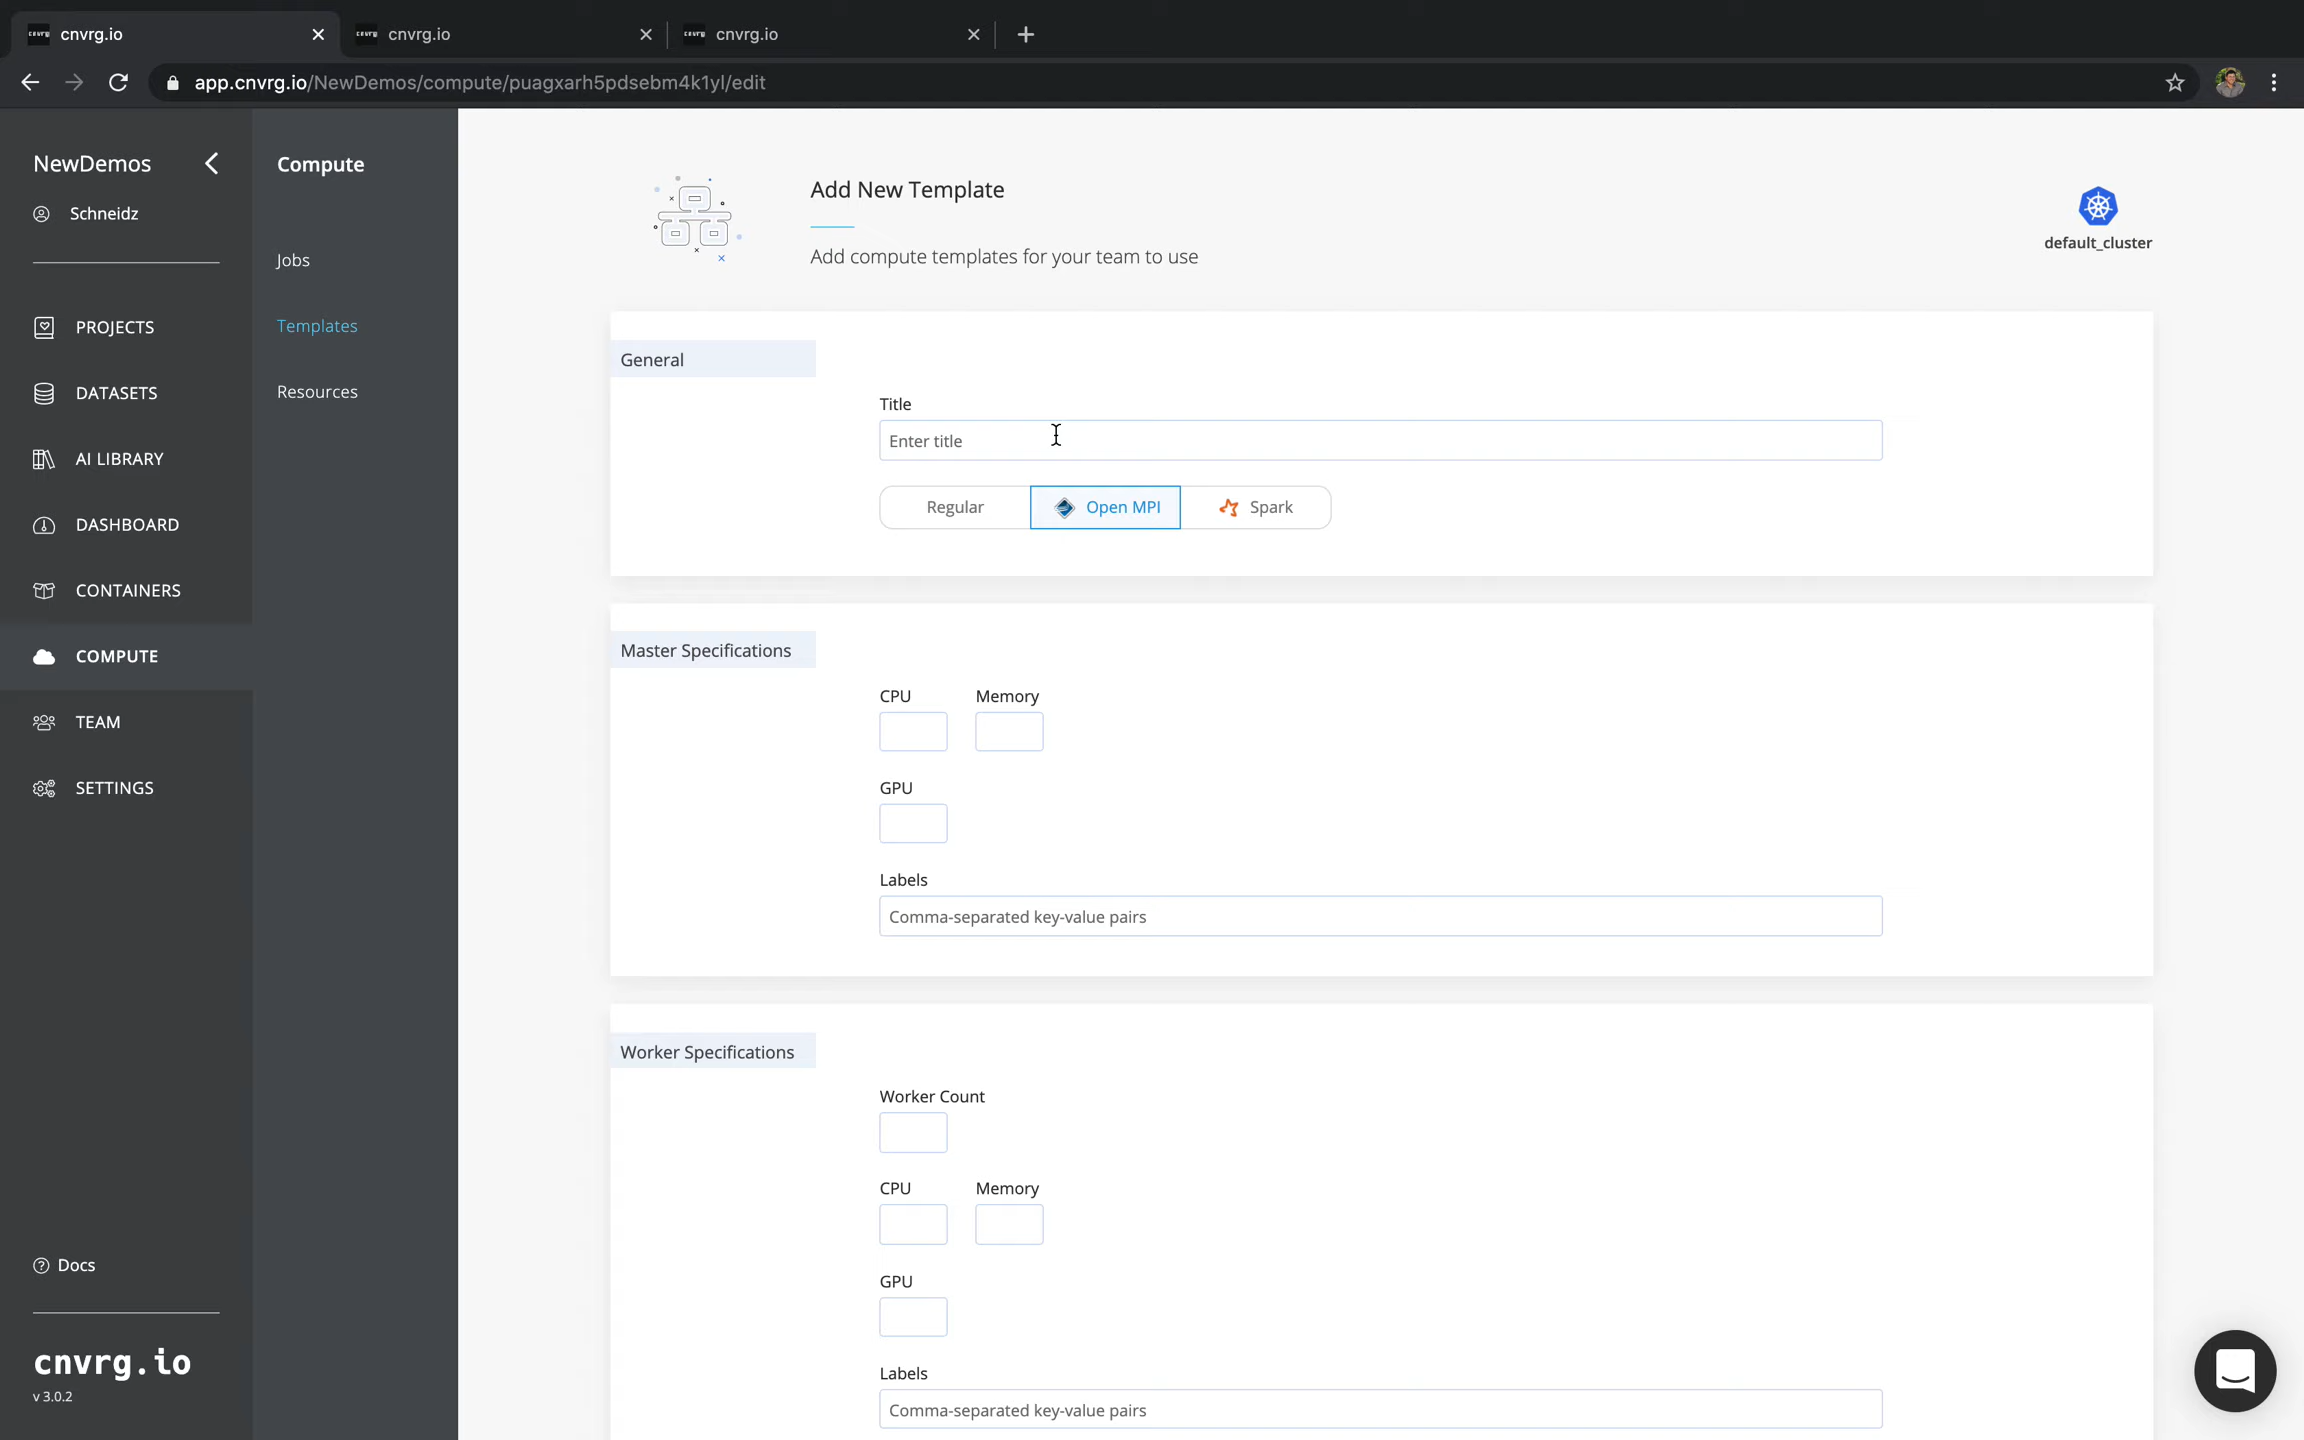 cnvrg.io
cnvrg.io
cnvrg.io
app.cnvrg.io/NewDemos/compute/puagxarh5pdsebm4k1yl/edit
NewDemos
Schneidz
PROJECTS
DATASETS
AI LIBRARY
DASHBOARD
CONTAINERS
COMPUTE
TEAM
SETTINGS
Docs
cnvrg.io
v 3.0.2
Compute
Jobs
Templates
Resources
Add New Template
Add compute templates for your team to use
default_cluster
General
Title
Enter title
Regular
Open MPI
Spark
Master Specifications
CPU Memory
GPU
Labels
Comma-separated key-value pairs
Worker Specifications
Worker Count
CPU Memory
GPU
Labels
Comma-separated key-value pairs